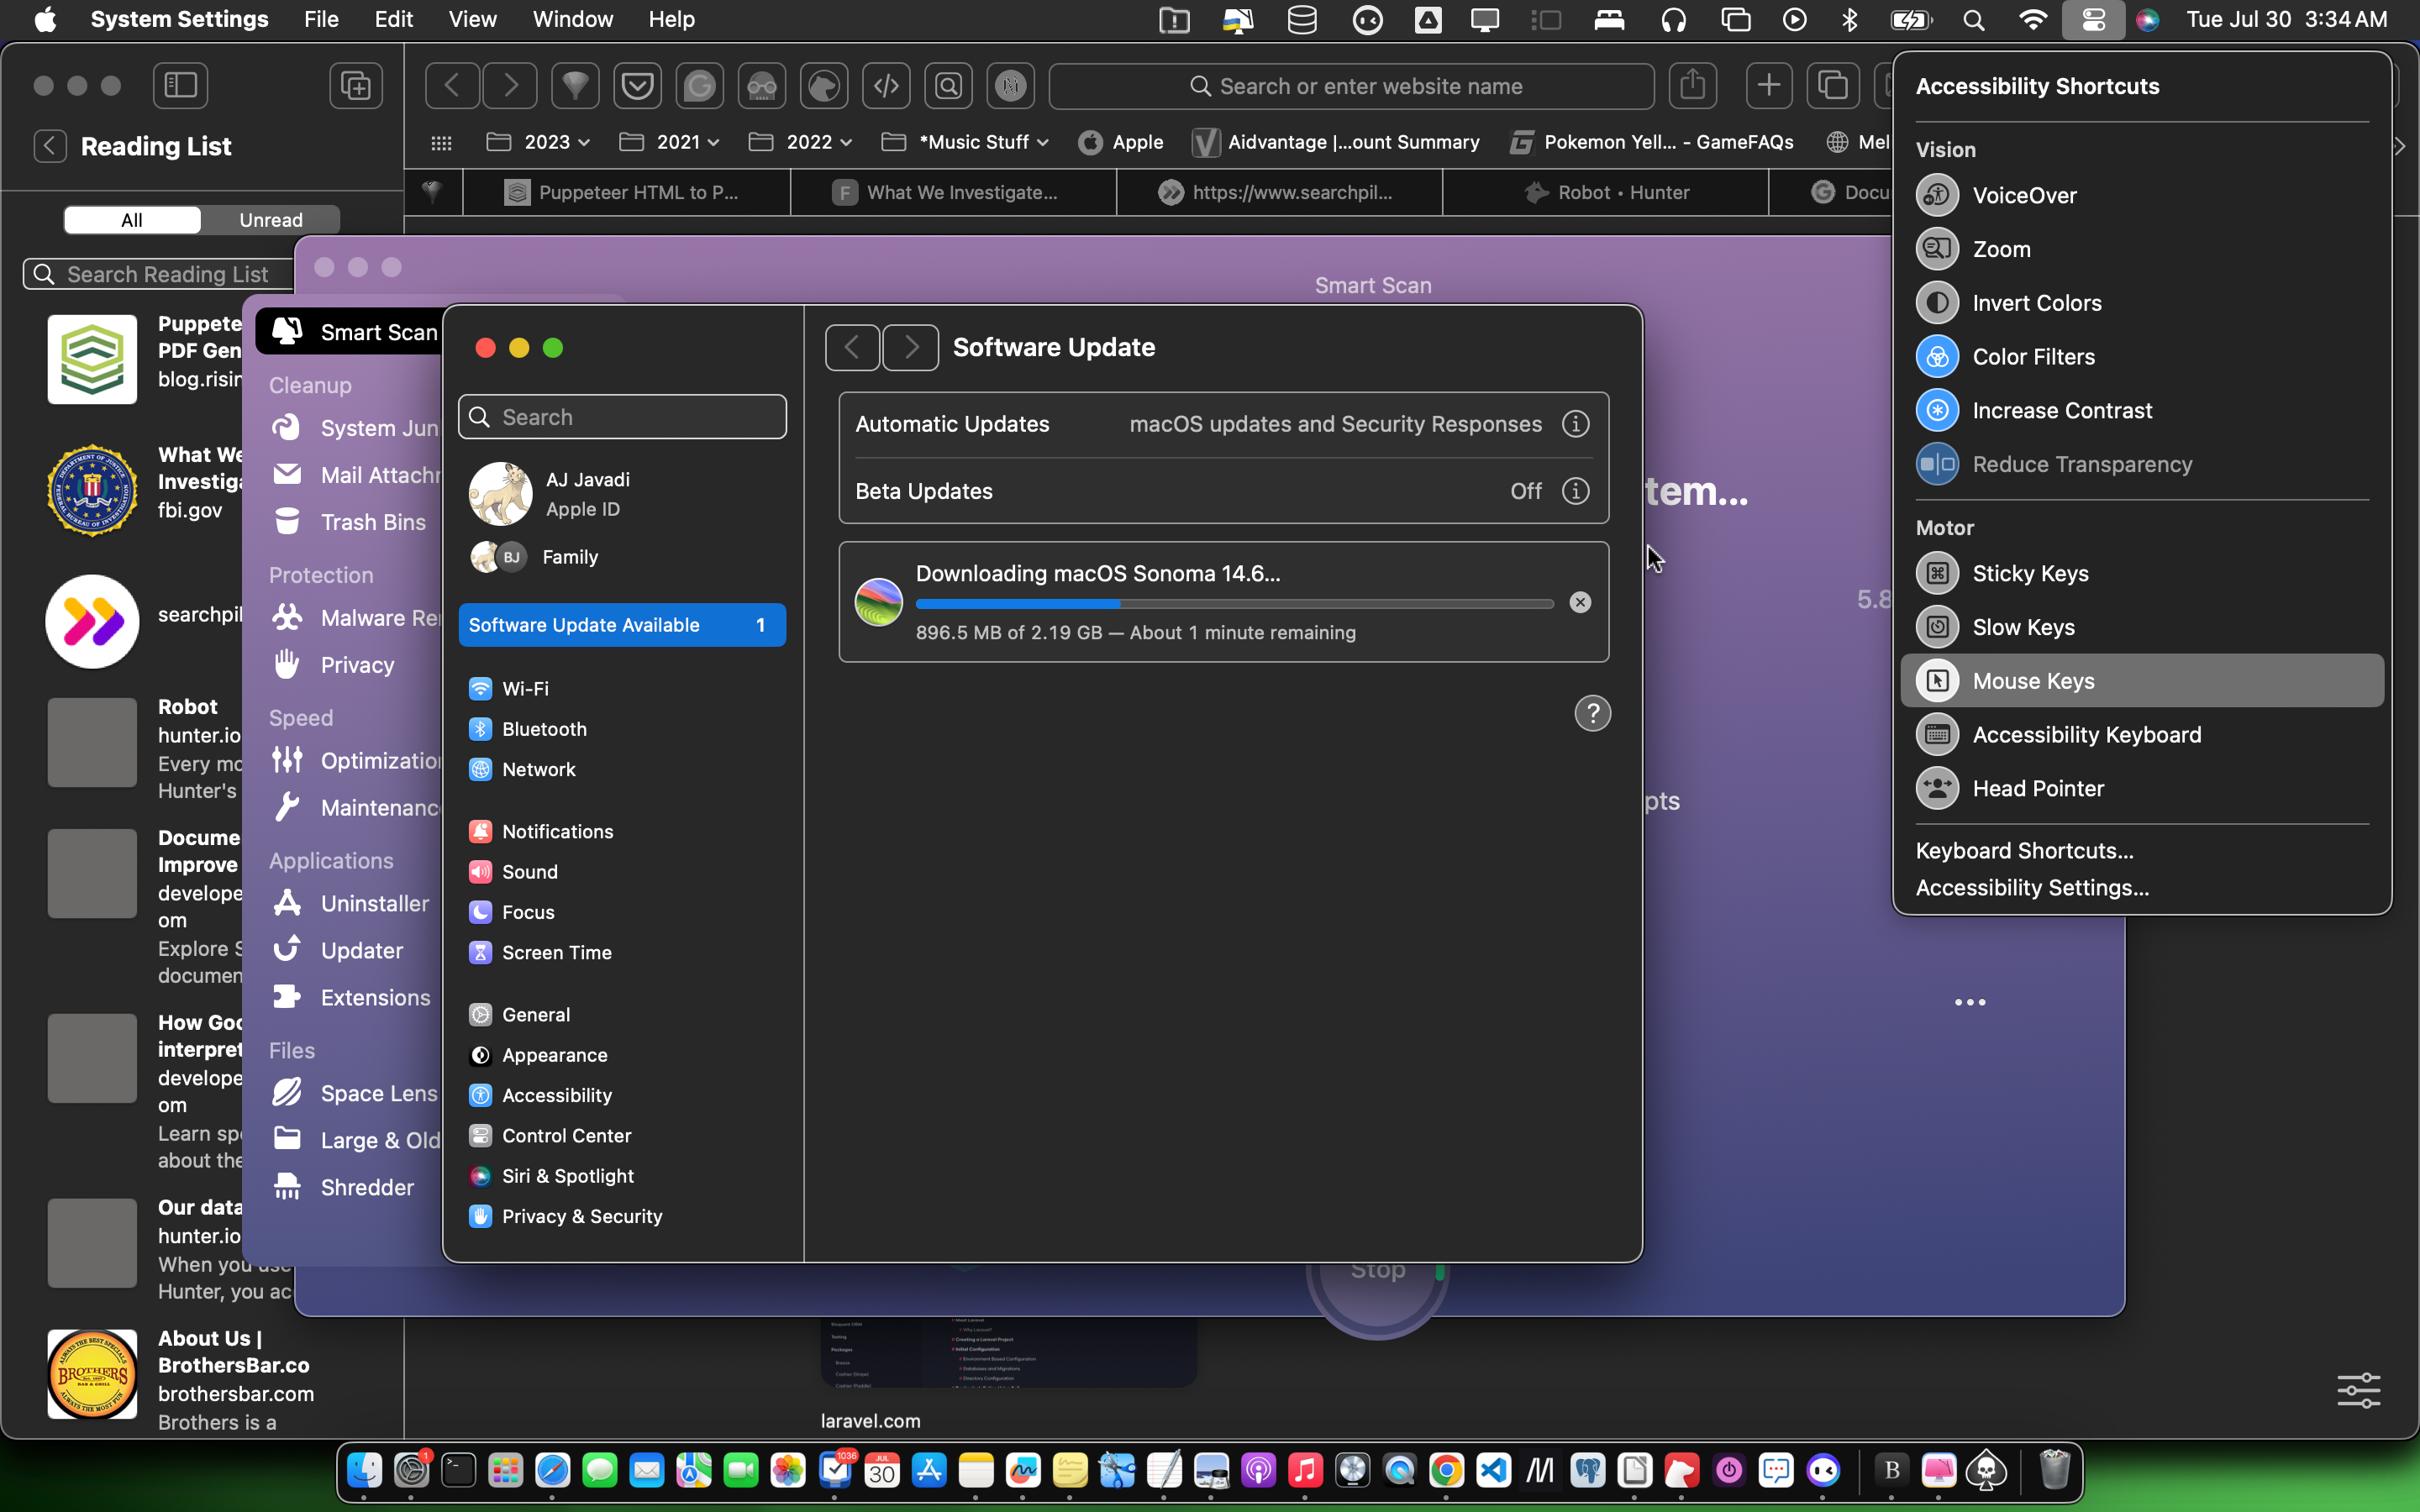 System Settings File Edit View Window Help
Tue Jul 30 3:34 AM
Reading List
All Unread
Search Reading List
Puppete
PDF Gen
blog.risin
What We
Investiga
fbi.gov
searchpil
Robot
hunter.io
Every mo
Hunter's
Docume
Improve
develope
om
Explore S
documen
How Goo
interpret
develope
om
Learn spe
about the
Our data
hunter.io
When you use
Hunter, you ac
About Us |
BrothersBar.co
brothersbar.com
Brothers is a
Search or enter website name
2023 2021 2022 *Music Stuff Apple Aidvantage |...ount Summary Pokemon Yell... - GameFAQs Mel
Puppeteer HTML to P... What We Investigate... https://www.searchpil... Robot • Hunter Docu
Smart Scan
Smart Scan
Cleanup
System Jun
Mail Attachm
Trash Bins
Protection
Malware Re
Privacy
Speed
Optimization
Maintenanc
Applications
Uninstaller
Updater
Extensions
Files
Space Lens
Large & Old
Shredder
tem...
5.8
pts
Stop
Search
AJ Javadi
Apple ID
BJ
Family
Software Update Available 1
Wi-Fi
Bluetooth
Network
Notifications
Sound
Focus
Screen Time
General
Appearance
Accessibility
Control Center
Siri & Spotlight
Privacy & Security
Software Update
Automatic Updates macOS updates and Security Responses
Beta Updates Off
Downloading macOS Sonoma 14.6...
896.5 MB of 2.19 GB — About 1 minute remaining
?
Accessibility Shortcuts
Vision
VoiceOver
Zoom
Invert Colors
Color Filters
Increase Contrast
Reduce Transparency
Motor
Sticky Keys
Slow Keys
Mouse Keys
Accessibility Keyboard
Head Pointer
Keyboard Shortcuts...
Accessibility Settings...
laravel.com
1
1036
JUL
30